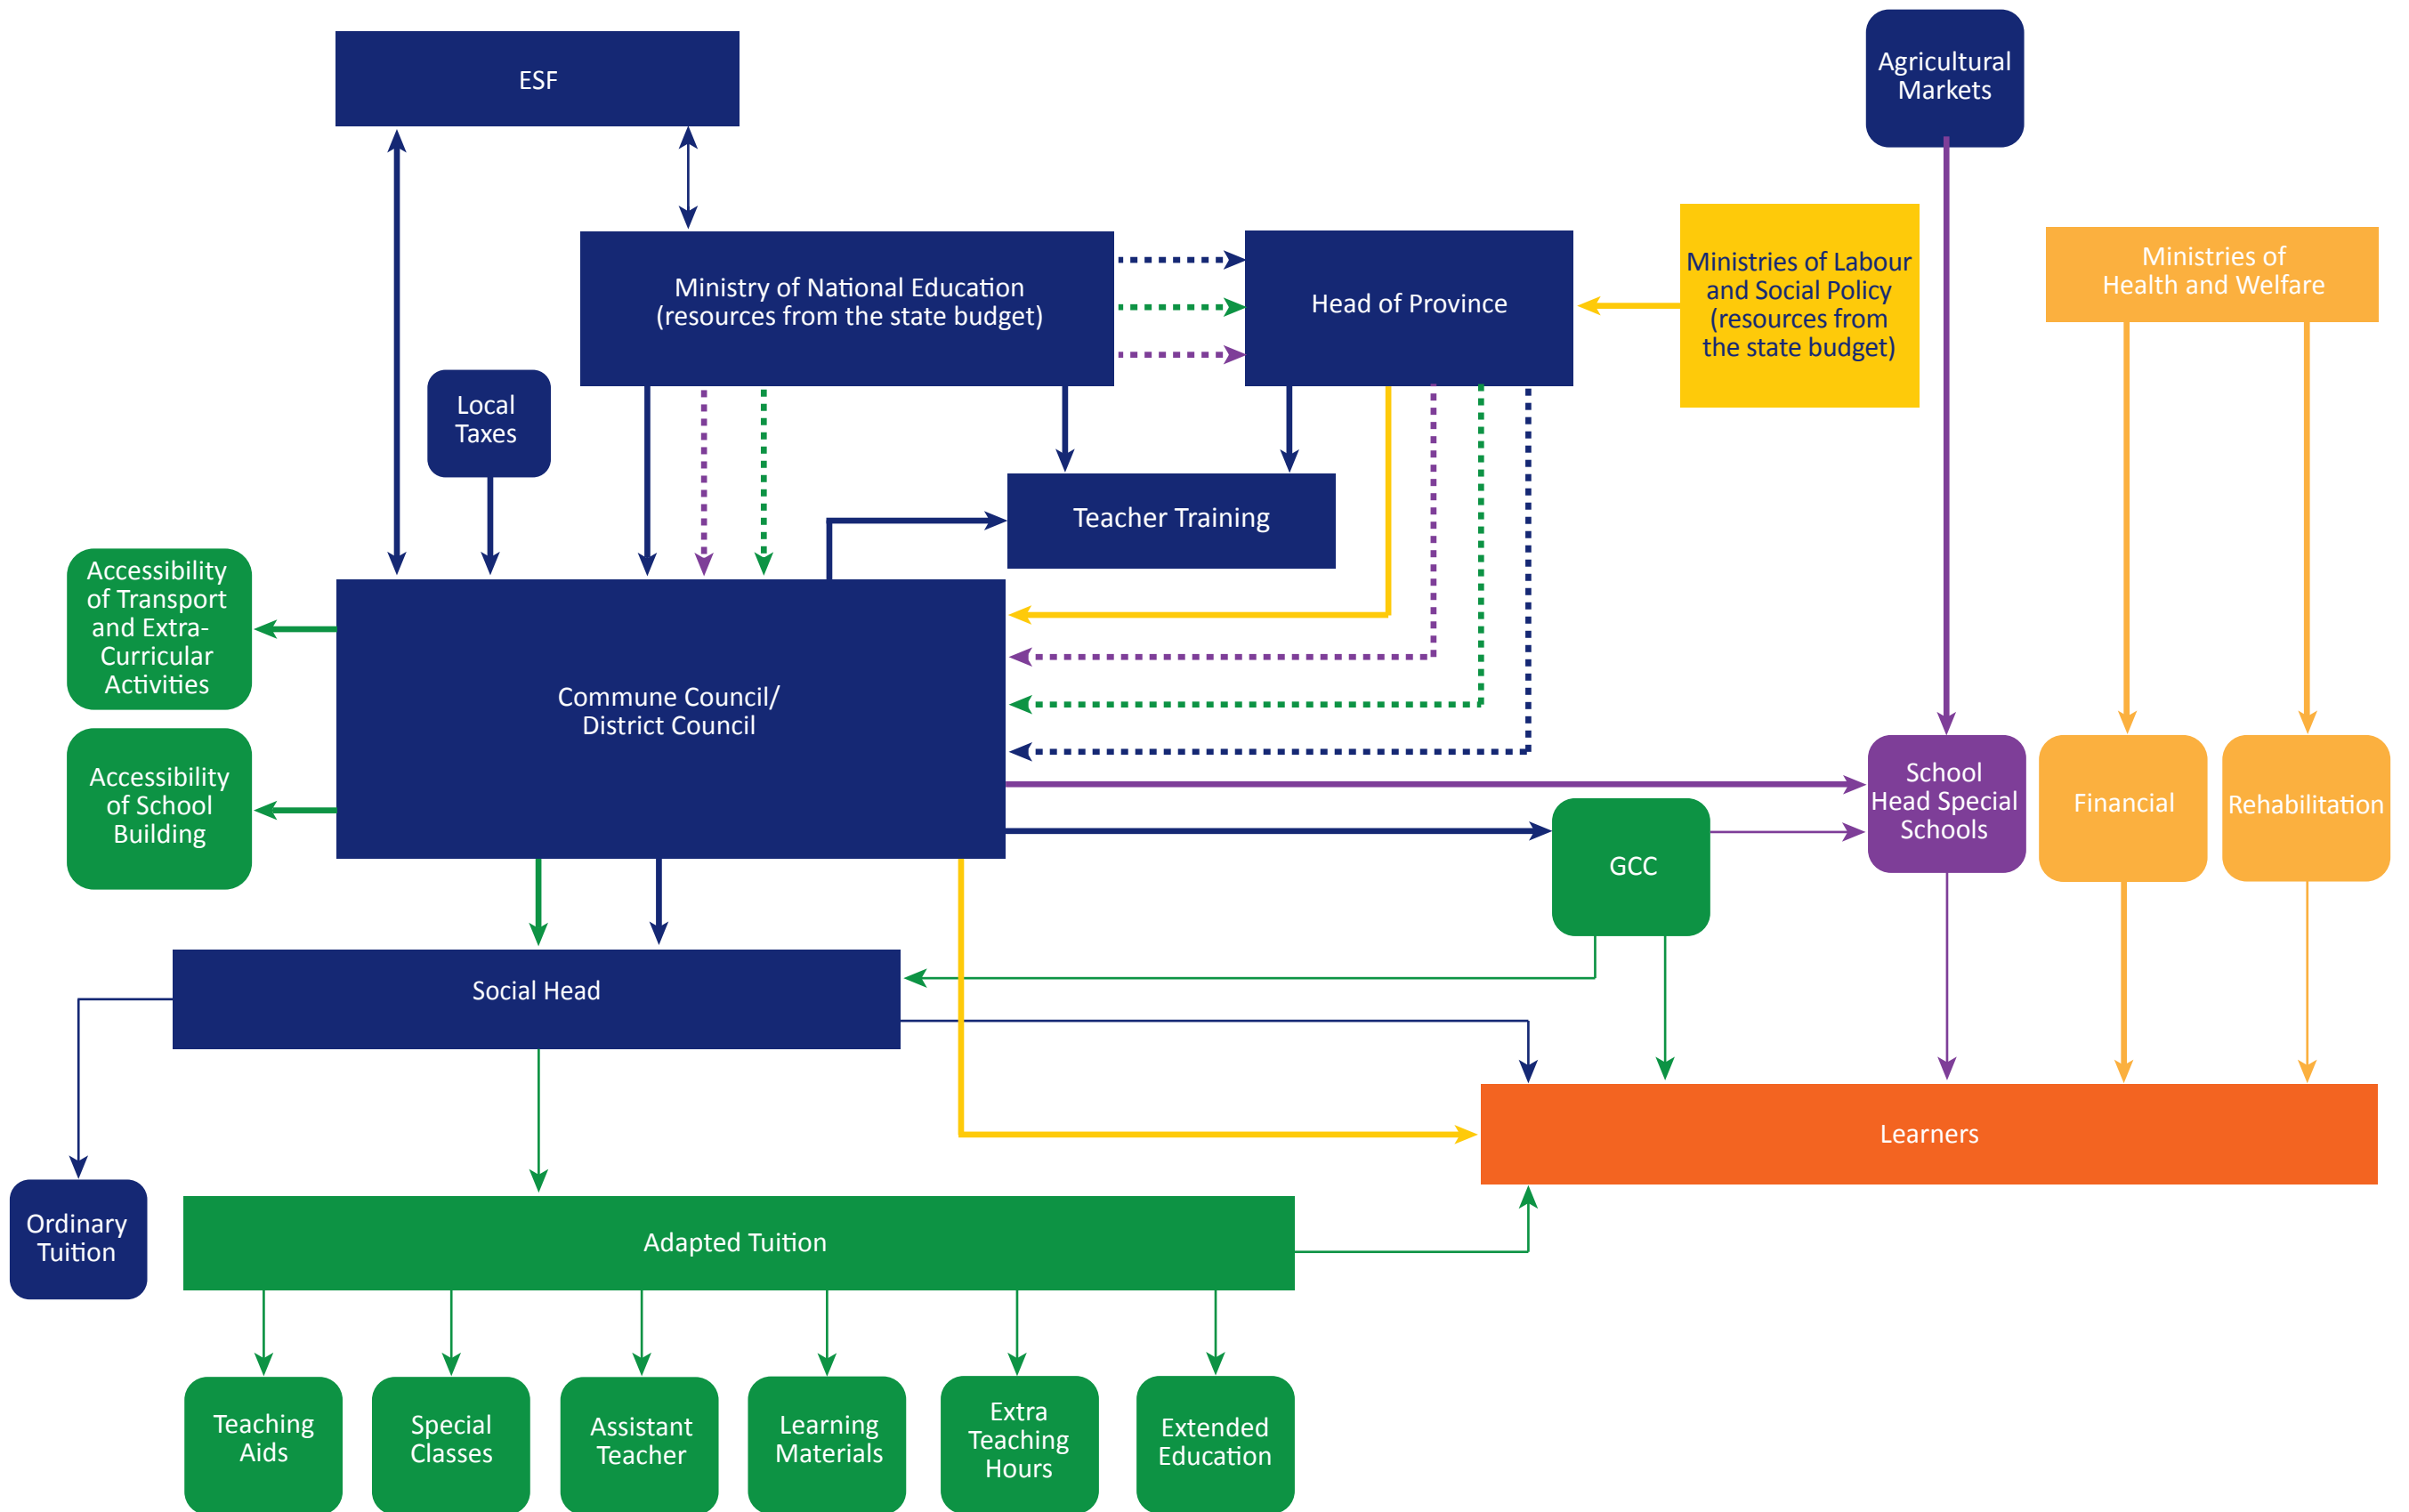 ESF
Agricultural
Markets
Ministry of National Education
(resources from the state budget)
Head of Province
Ministries of Labour
and Social Policy
(resources from
the state budget)
Ministries of
Health and Welfare
Local
Taxes
Teacher Training
Accessibility
of Transport
and Extra-
Curricular
Activities
Commune Council/
District Council
Accessibility
of School
Building
School
Head Special
Schools
Financial
Rehabilitation
GCC
Social Head
Learners
Ordinary
Tuition
Adapted Tuition
Teaching
Aids
Special
Classes
Assistant
Teacher
Learning
Materials
Extra
Teaching
Hours
Extended
Education